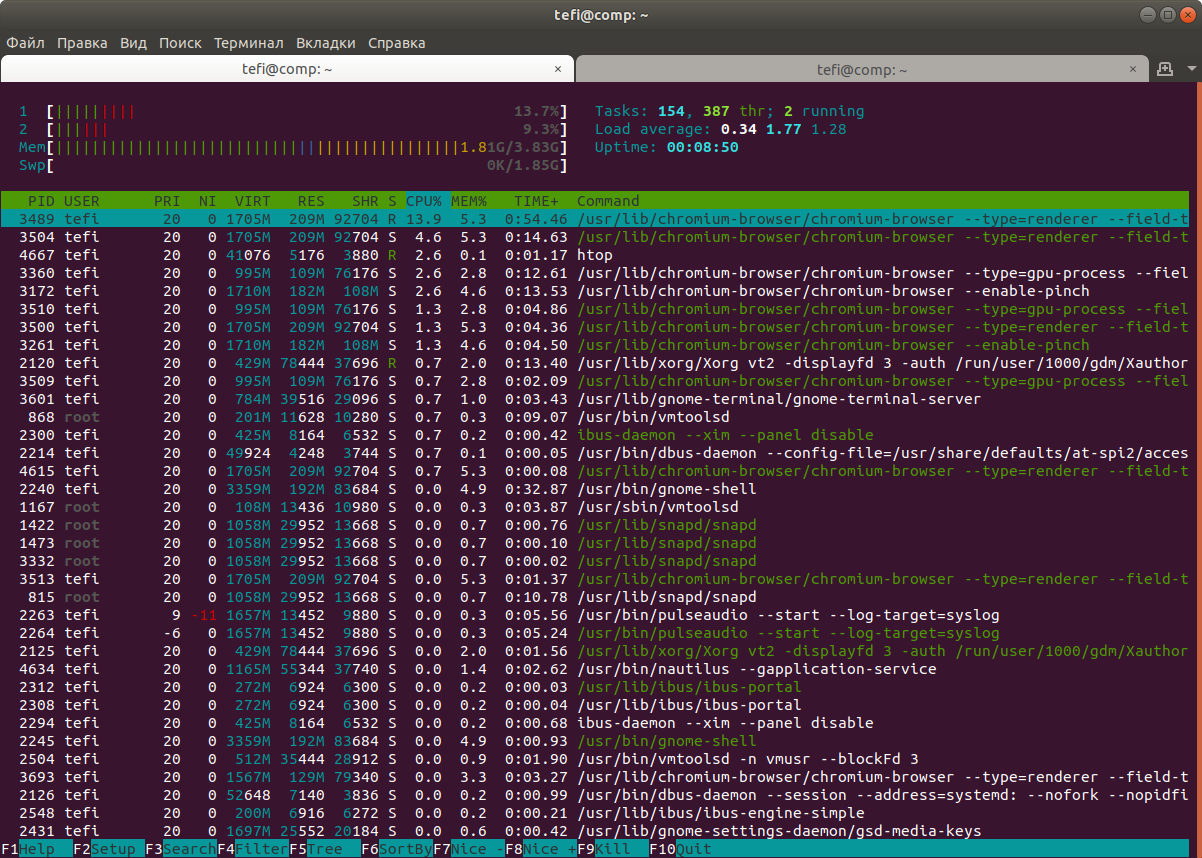 tefi@comp: ~
Файл Правка Вид Поиск Терминал Вкладки Справка
tefi@comp: ~ × tefi@comp: ~ ×
1 [||||||||| 13.7%] Tasks: 154, 387 thr; 2 running
2 [|||||| 9.3%] Load average: 0.34 1.77 1.28
Mem[|||||||||||||||||||||||||||||||||||||||||||||1.81G/3.83G] Uptime: 00:08:50
Swp[ 0K/1.85G]
PID USER PRI NI VIRT RES SHR S CPU% MEM% TIME+ Command
3489 tefi 20 0 1705M 209M 92704 R 13.9 5.3 0:54.46 /usr/lib/chromium-browser/chromium-browser --type=renderer --field-t
3504 tefi 20 0 1705M 209M 92704 S 4.6 5.3 0:14.63 /usr/lib/chromium-browser/chromium-browser --type=renderer --field-t
4667 tefi 20 0 41076 5176 3880 R 2.6 0.1 0:01.17 htop
3360 tefi 20 0 995M 109M 76176 S 2.6 2.8 0:12.61 /usr/lib/chromium-browser/chromium-browser --type=gpu-process --fiel
3172 tefi 20 0 1710M 182M 108M S 2.6 4.6 0:13.53 /usr/lib/chromium-browser/chromium-browser --enable-pinch
3510 tefi 20 0 995M 109M 76176 S 1.3 2.8 0:04.86 /usr/lib/chromium-browser/chromium-browser --type=gpu-process --fiel
3500 tefi 20 0 1705M 209M 92704 S 1.3 5.3 0:04.36 /usr/lib/chromium-browser/chromium-browser --type=renderer --field-t
3261 tefi 20 0 1710M 182M 108M S 1.3 4.6 0:04.50 /usr/lib/chromium-browser/chromium-browser --enable-pinch
2120 tefi 20 0 429M 78444 37696 R 0.7 2.0 0:13.40 /usr/lib/xorg/Xorg vt2 -displayfd 3 -auth /run/user/1000/gdm/Xauthor
3509 tefi 20 0 995M 109M 76176 S 0.7 2.8 0:02.09 /usr/lib/chromium-browser/chromium-browser --type=gpu-process --fiel
3601 tefi 20 0 784M 39516 29096 S 0.7 1.0 0:03.43 /usr/lib/gnome-terminal/gnome-terminal-server
868 root 20 0 201M 11628 10280 S 0.7 0.3 0:09.07 /usr/bin/vmtoolsd
2300 tefi 20 0 425M 8164 6532 S 0.7 0.2 0:00.42 ibus-daemon --xim --panel disable
2214 tefi 20 0 49924 4248 3744 S 0.7 0.1 0:00.05 /usr/bin/dbus-daemon --config-file=/usr/share/defaults/at-spi2/acces
4615 tefi 20 0 1705M 209M 92704 S 0.7 5.3 0:00.08 /usr/lib/chromium-browser/chromium-browser --type=renderer --field-t
2240 tefi 20 0 3359M 192M 83684 S 0.0 4.9 0:32.87 /usr/bin/gnome-shell
1167 root 20 0 108M 13436 10980 S 0.0 0.3 0:03.87 /usr/sbin/vmtoolsd
1422 root 20 0 1058M 29952 13668 S 0.0 0.7 0:00.76 /usr/lib/snapd/snapd
1473 root 20 0 1058M 29952 13668 S 0.0 0.7 0:00.10 /usr/lib/snapd/snapd
3332 root 20 0 1058M 29952 13668 S 0.0 0.7 0:00.02 /usr/lib/snapd/snapd
3513 tefi 20 0 1705M 209M 92704 S 0.0 5.3 0:01.37 /usr/lib/chromium-browser/chromium-browser --type=renderer --field-t
815 root 20 0 1058M 29952 13668 S 0.0 0.7 0:10.78 /usr/lib/snapd/snapd
2263 tefi 9 -11 1657M 13452 9880 S 0.0 0.3 0:05.56 /usr/bin/pulseaudio --start --log-target=syslog
2264 tefi -6 0 1657M 13452 9880 S 0.0 0.3 0:05.24 /usr/bin/pulseaudio --start --log-target=syslog
2125 tefi 20 0 429M 78444 37696 S 0.0 2.0 0:01.56 /usr/lib/xorg/Xorg vt2 -displayfd 3 -auth /run/user/1000/gdm/Xauthor
4634 tefi 20 0 1165M 55344 37740 S 0.0 1.4 0:02.62 /usr/bin/nautilus --gapplication-service
2312 tefi 20 0 272M 6924 6300 S 0.0 0.2 0:00.03 /usr/lib/ibus/ibus-portal
2308 tefi 20 0 272M 6924 6300 S 0.0 0.2 0:00.04 /usr/lib/ibus/ibus-portal
2294 tefi 20 0 425M 8164 6532 S 0.0 0.2 0:00.68 ibus-daemon --xim --panel disable
2245 tefi 20 0 3359M 192M 83684 S 0.0 4.9 0:00.93 /usr/bin/gnome-shell
2504 tefi 20 0 512M 35444 28912 S 0.0 0.9 0:01.90 /usr/bin/vmtoolsd -n vmusr --blockFd 3
3693 tefi 20 0 1567M 129M 79340 S 0.0 3.3 0:03.27 /usr/lib/chromium-browser/chromium-browser --type=renderer --field-t
2126 tefi 20 0 52648 7140 3836 S 0.0 0.2 0:00.99 /usr/bin/dbus-daemon --session --address=systemd: --nofork --nopidfi
2548 tefi 20 0 200M 6916 6272 S 0.0 0.2 0:00.21 /usr/lib/ibus/ibus-engine-simple
2431 tefi 20 0 1697M 25552 20184 S 0.0 0.6 0:00.42 /usr/lib/gnome-settings-daemon/gsd-media-keys
F1Help F2Setup F3SearchF4FilterF5Tree F6SortByF7Nice -F8Nice +F9Kill F10Quit